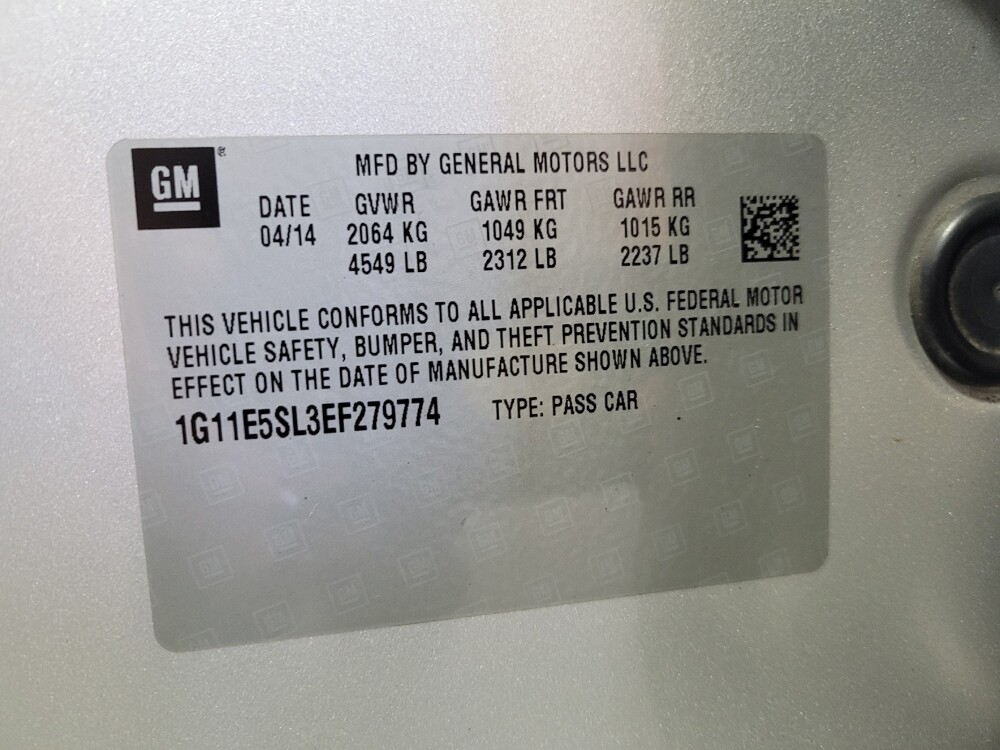 GM®
MFD BY GENERAL MOTORS LLC
DATE GVWR GAWR FRT GAWR RR
04/14 2064 KG 1049 KG 1015 KG
4549 LB 2312 LB 2237 LB
THIS VEHICLE CONFORMS TO ALL APPLICABLE U.S. FEDERAL MOTOR
VEHICLE SAFETY, BUMPER, AND THEFT PREVENTION STANDARDS IN
EFFECT ON THE DATE OF MANUFACTURE SHOWN ABOVE.
1G11E5SL3EF279774 TYPE: PASS CAR